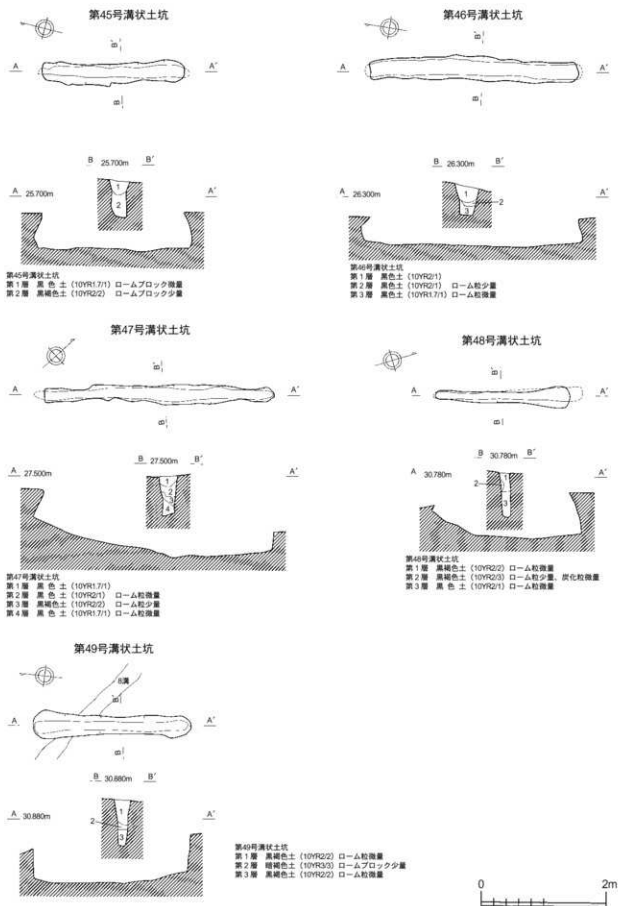 第45号溝状土坑
B B'
A A'
B 25.700m B'
1
2
A 25.700m A'
第45号溝状土坑
第1層 黒色土（10YR1.7/1）ロームブロック微量
第2層 黒褐色土（10YR2/2）ロームブロック少量
第46号溝状土坑
B B'
A A'
B 26.300m B'
1
2
3
A 26.300m A'
第46号溝状土坑
第1層 黒色土（10YR2/1）
第2層 黒色土（10YR2/1）ローム粒少量
第3層 黒色土（10YR1.7/1）ローム粒微量
第47号溝状土坑
B B'
A A'
B 27.500m B'
1
2
3
4
A 27.500m A'
第47号溝状土坑
第1層 黒色土（10YR1.7/1）
第2層 黒色土（10YR2/1）ローム粒微量
第3層 黒褐色土（10YR2/2）ローム粒少量
第4層 黒色土（10YR1.7/1）ローム粒微量
第48号溝状土坑
B B'
A A'
B 30.780m B'
1
2
3
A 30.780m A'
第48号溝状土坑
第1層 黒褐色土（10YR2/2）ローム粒微量
第2層 黒褐色土（10YR2/3）ローム粒少量、炭化粒微量
第3層 黒色土（10YR2/1）ローム粒微量
第49号溝状土坑
8溝
B B'
A A'
B 30.880m B'
1
2
3
A 30.880m A'
第49号溝状土坑
第1層 黒褐色土（10YR2/2）ローム粒微量
第2層 暗褐色土（10YR3/3）ロームブロック少量
第3層 黒褐色土（10YR2/2）ローム粒微量
0 2m